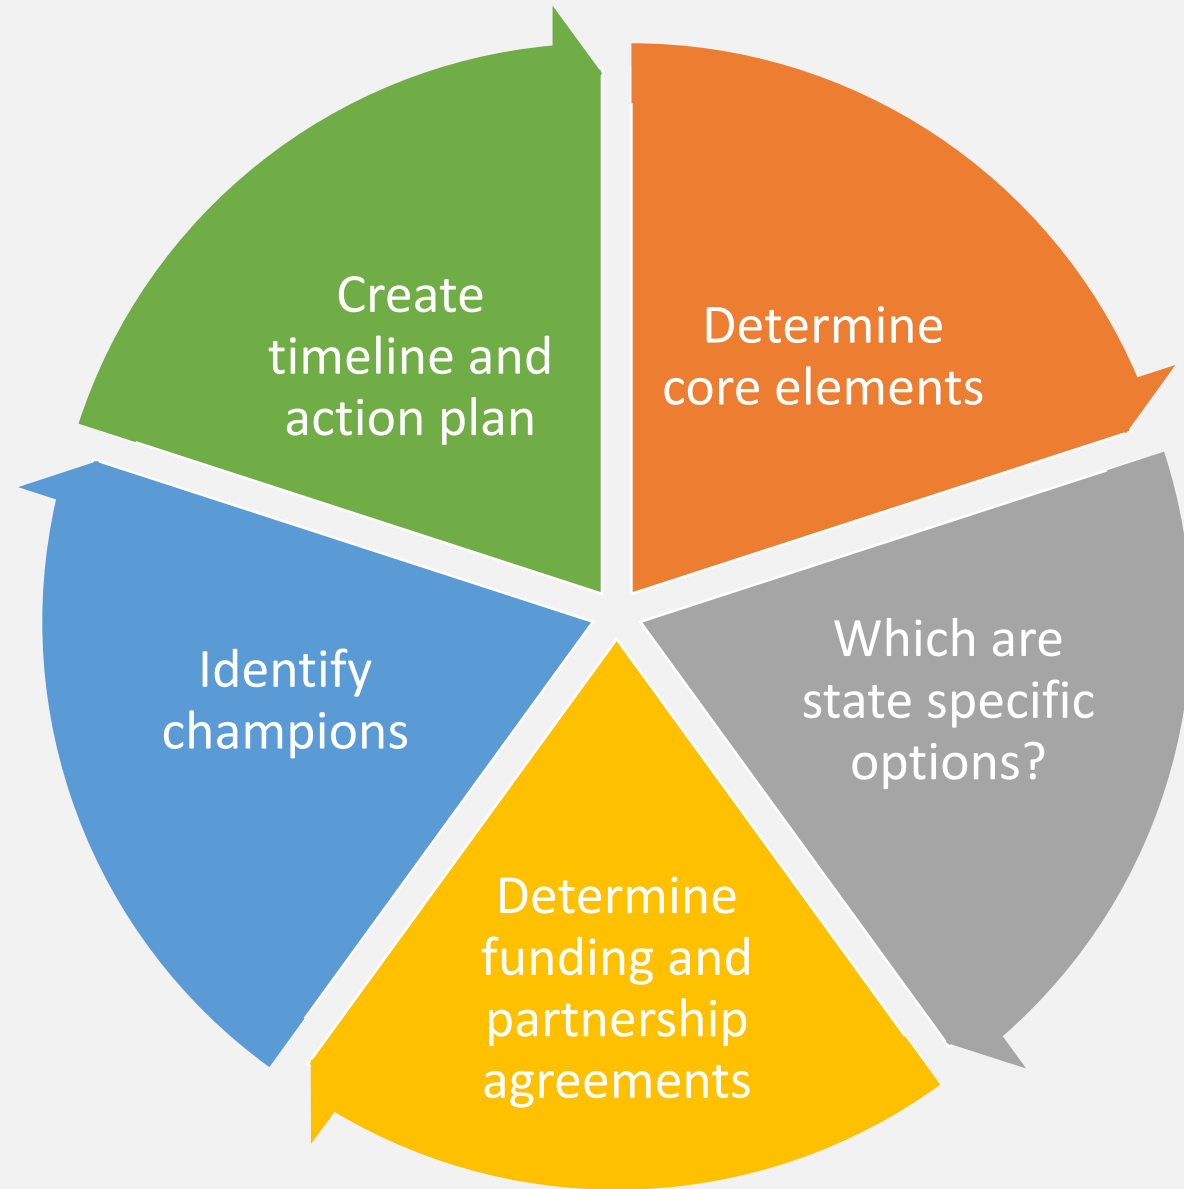 Create
timeline and
action plan
Determine
core elements
Which are
state specific
options?
Determine
funding and
partnership
agreements
Identify
champions